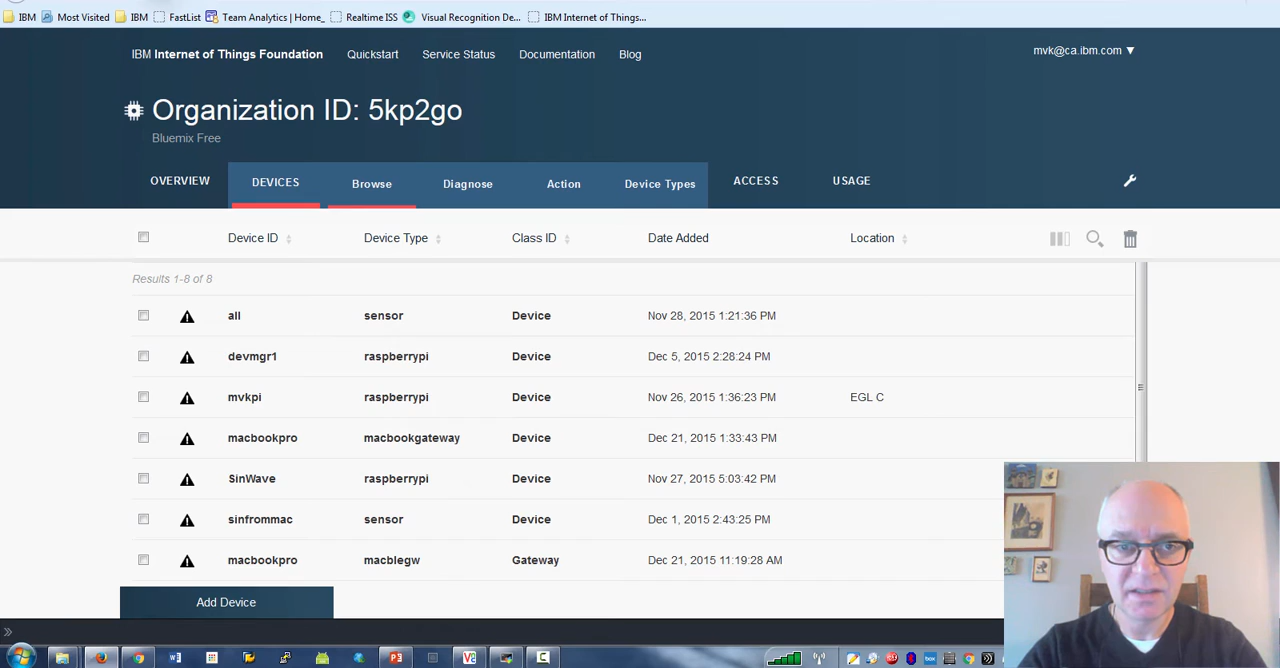 IBM Most Visited IBM FastList Team Analytics | Home_ Realtime ISS Visual Recognition De... IBM Internet of Things...
IBM Internet of Things Foundation Quickstart Service Status Documentation Blog mvk@ca.ibm.com ▼
Organization ID: 5kp2go
Bluemix Free
OVERVIEW DEVICES Browse Diagnose Action Device Types ACCESS USAGE
Device ID Device Type Class ID Date Added Location
Results 1-8 of 8
all sensor Device Nov 28, 2015 1:21:36 PM
devmgr1 raspberrypi Device Dec 5, 2015 2:28:24 PM
mvkpi raspberrypi Device Nov 26, 2015 1:36:23 PM EGL C
macbookpro macbookgateway Device Dec 21, 2015 1:33:43 PM
SinWave raspberrypi Device Nov 27, 2015 5:03:42 PM
sinfrommac sensor Device Dec 1, 2015 2:43:25 PM
macbookpro macblegw Gateway Dec 21, 2015 11:19:28 AM
Add Device